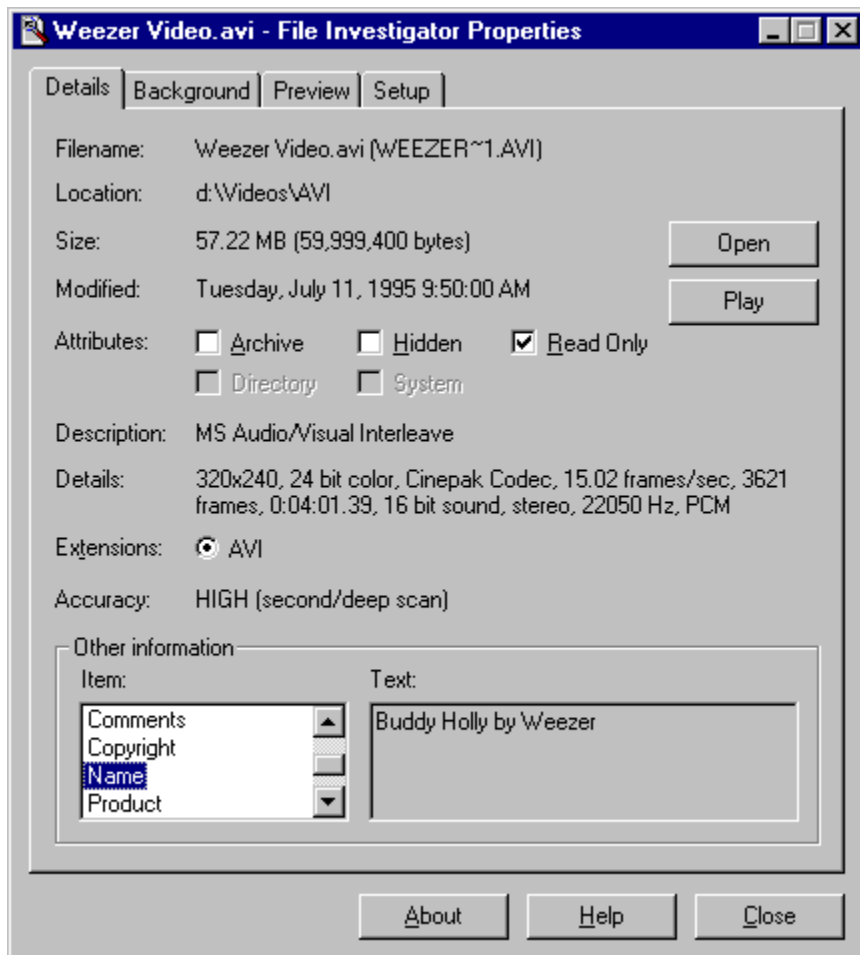 Weezer Video.avi - File Investigator Properties
Details Background Preview Setup
Filename: Weezer Video.avi (WEEZER~1.AVI)
Location: d:\Videos\AVI
Size: 57.22 MB (59,999,400 bytes)
Open
Modified: Tuesday, July 11, 1995 9:50:00 AM
Play
Attributes: Archive Hidden Read Only
Directory System
Description: MS Audio/Visual Interleave
Details: 320x240, 24 bit color, Cinepak Codec, 15.02 frames/sec, 3621
frames, 0:04:01.39, 16 bit sound, stereo, 22050 Hz, PCM
Extensions: AVI
Accuracy: HIGH (second/deep scan)
Other information
Item: Text:
Comments Buddy Holly by Weezer
Copyright
Name
Product
About Help Close